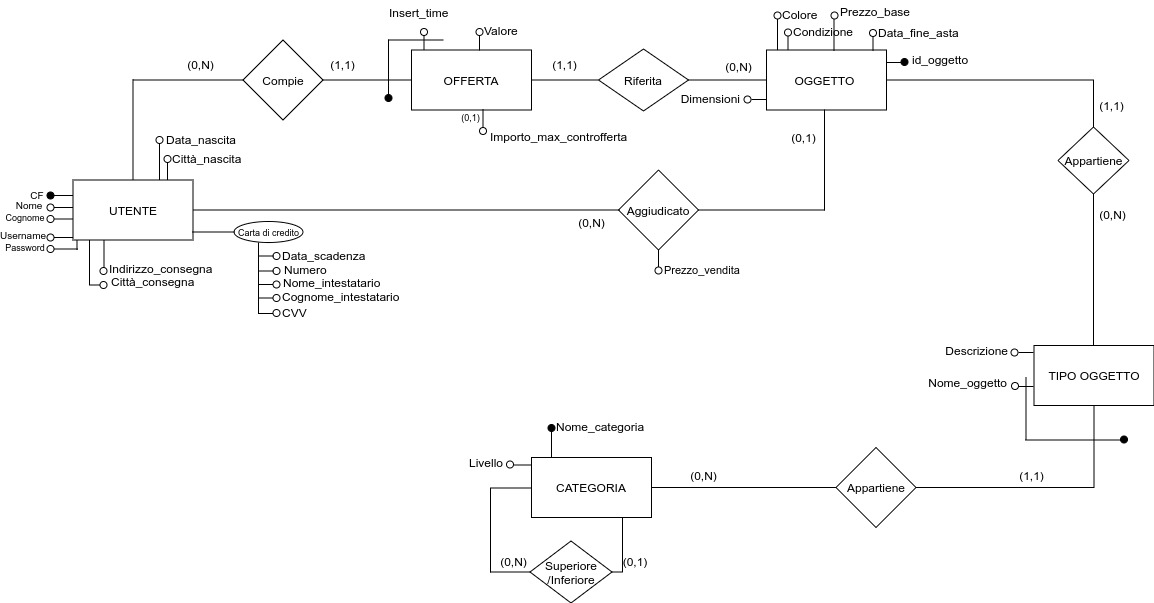 Insert_time
Valore
Colore
Prezzo_base
Condizione
Data_fine_asta
id_oggetto
(0,N)
Compie
(1,1)
OFFERTA
(1,1)
Riferita
(0,N)
OGGETTO
Dimensioni
(0,1)
Importo_max_controfferta
(0,1)
(1,1)
Appartiene
(0,N)
Data_nascita
Città_nascita
CF
Nome
Cognome
Username
Password
UTENTE
(0,N)
Aggiudicato
Prezzo_vendita
Carta di credito
Data_scadenza
Numero
Nome_intestatario
Cognome_intestatario
CVV
Indirizzo_consegna
Città_consegna
Descrizione
Nome_oggetto
TIPO OGGETTO
Nome_categoria
Livello
CATEGORIA
(0,N)
Appartiene
(1,1)
(0,N)
Superiore
/Inferiore
(0,1)